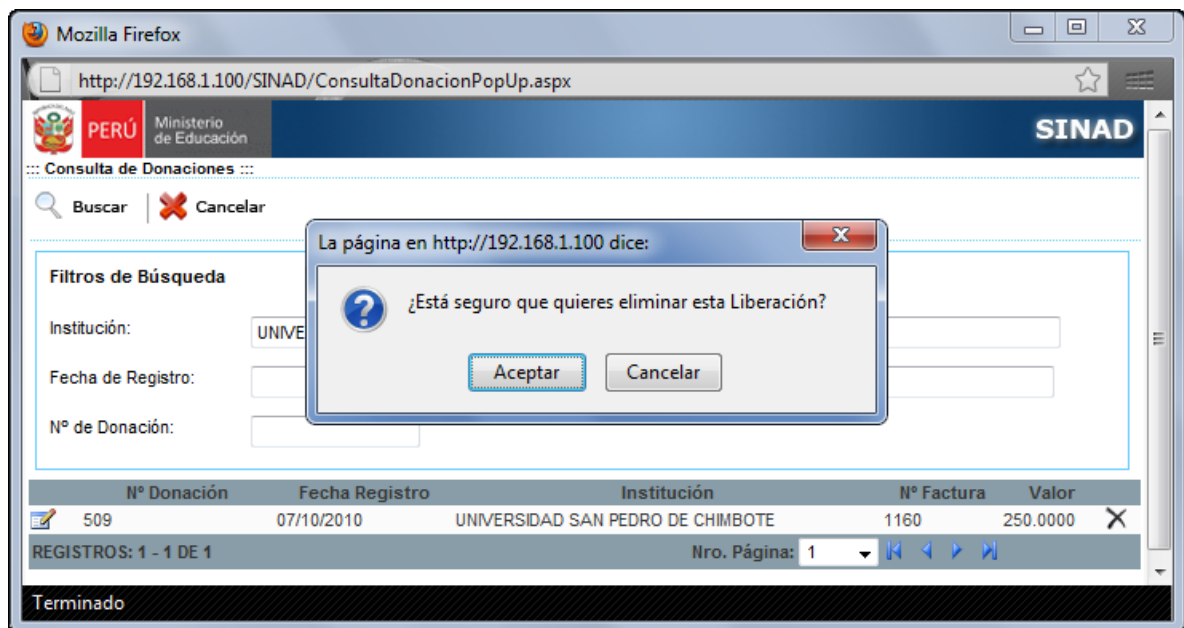 Mozilla Firefox
http://192.168.1.100/SINAD/ConsultaDonacionPopUp.aspx
PERÚ
Ministerio
de Educación
SINAD
::: Consulta de Donaciones :::
Buscar
Cancelar
La página en http://192.168.1.100 dice:
¿Está seguro que quieres eliminar esta Liberación?
Aceptar
Cancelar
Filtros de Búsqueda
Institución:
UNIVE
Fecha de Registro:
Nº de Donación:
Nº Donación Fecha Registro Institución Nº Factura Valor
509 07/10/2010 UNIVERSIDAD SAN PEDRO DE CHIMBOTE 1160 250.0000
REGISTROS: 1 - 1 DE 1 Nro. Página: 1
Terminado